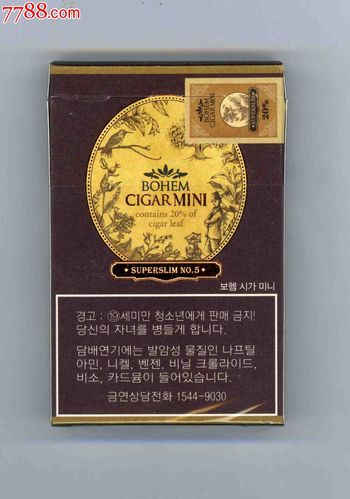 7788.com
BOHEM
CIGAR MINI
SUPERSLIM
20%
BOHEM
CIGAR MINI
contains 20% of
cigar leaf
SUPERSLIM NO.5
보헴 시가 미니
경고 : ⑲세미만 청소년에게 판매 금지!
당신의 자녀를 병들게 합니다.
담배연기에는 발암성 물질인 나프틸
아민, 니켈, 벤젠, 비닐 크롤라이드,
비소, 카드뮴이 들어있습니다.
금연상담전화 1544-9030